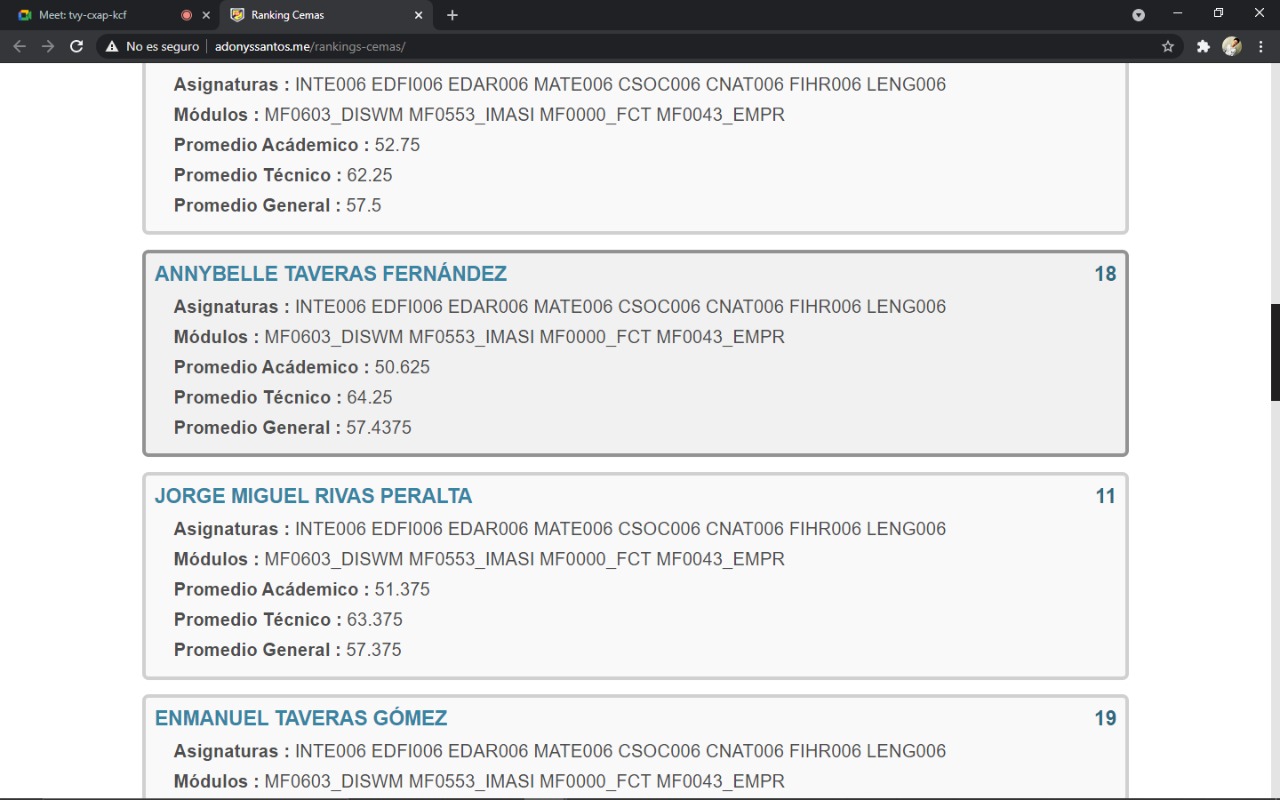 Meet: tvy-cxap-kcf
Ranking Cemas
No es seguro adonyssantos.me/rankings-cemas/
Asignaturas : INTE006 EDFI006 EDAR006 MATE006 CSOC006 CNAT006 FIHR006 LENG006
Módulos : MF0603_DISWM MF0553_IMASI MF0000_FCT MF0043_EMPR
Promedio Acádemico : 52.75
Promedio Técnico : 62.25
Promedio General : 57.5
ANNYBELLE TAVERAS FERNÁNDEZ 18
Asignaturas : INTE006 EDFI006 EDAR006 MATE006 CSOC006 CNAT006 FIHR006 LENG006
Módulos : MF0603_DISWM MF0553_IMASI MF0000_FCT MF0043_EMPR
Promedio Acádemico : 50.625
Promedio Técnico : 64.25
Promedio General : 57.4375
JORGE MIGUEL RIVAS PERALTA 11
Asignaturas : INTE006 EDFI006 EDAR006 MATE006 CSOC006 CNAT006 FIHR006 LENG006
Módulos : MF0603_DISWM MF0553_IMASI MF0000_FCT MF0043_EMPR
Promedio Acádemico : 51.375
Promedio Técnico : 63.375
Promedio General : 57.375
ENMANUEL TAVERAS GÓMEZ 19
Asignaturas : INTE006 EDFI006 EDAR006 MATE006 CSOC006 CNAT006 FIHR006 LENG006
Módulos : MF0603_DISWM MF0553_IMASI MF0000_FCT MF0043_EMPR